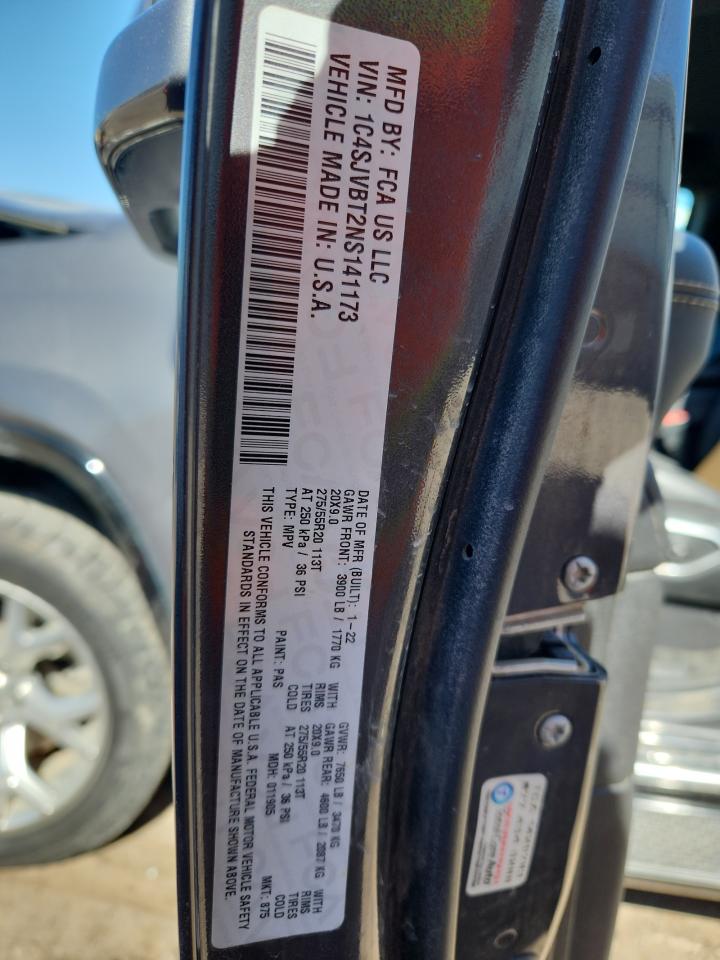 MFD BY: FCA US LLC
VIN: 1C4SJVBT2NS141173
VEHICLE MADE IN: U.S.A.
DATE OF MFR (BUILT): 1-22 GVWR: 7650 LB / 3470 KG
GAWR FRONT: 3900 LB / 1770 KG WITH GAWR REAR: 4600 LB / 2087 KG WITH
20X9.0 RIMS 20X9.0 RIMS
275/55R20 113T TIRES 275/55R20 113T TIRES
AT 250 kPa / 36 PSI COLD AT 250 kPa / 36 PSI COLD
TYPE: MPV PAINT: PAS MDH: 011905 MKT: 875
THIS VEHICLE CONFORMS TO ALL APPLICABLE U.S.A. FEDERAL MOTOR VEHICLE SAFETY
STANDARDS IN EFFECT ON THE DATE OF MANUFACTURE SHOWN ABOVE.